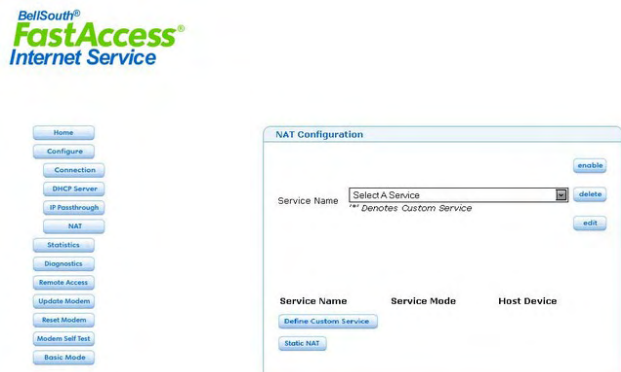 BellSouth®
FastAccess®
Internet Service
Home
Configure
Connection
DHCP Server
IP Passthrough
NAT
Statistics
Diagnostics
Remote Access
Update Modem
Reset Modem
Modem Self Test
Basic Mode
NAT Configuration
enable
Service Name Select A Service delete
"*" Denotes Custom Service
edit
Service Name Service Mode Host Device
Define Custom Service
Static NAT